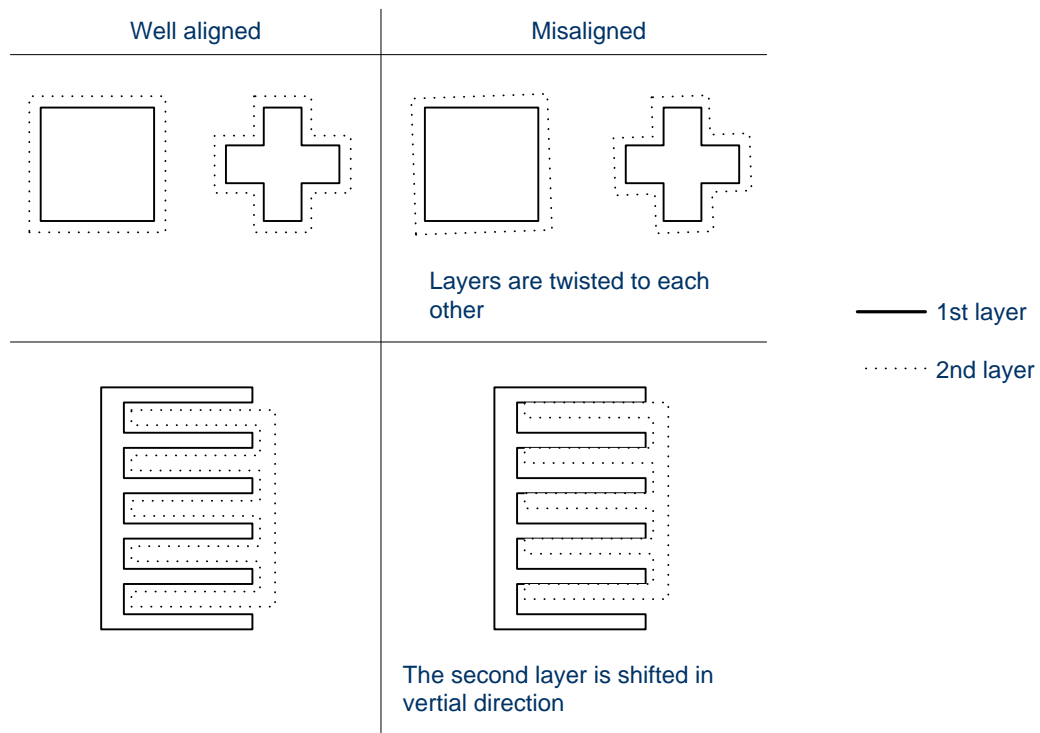 Well aligned
Misaligned
Layers are twisted to each
other
1st layer
2nd layer
The second layer is shifted in
vertial direction